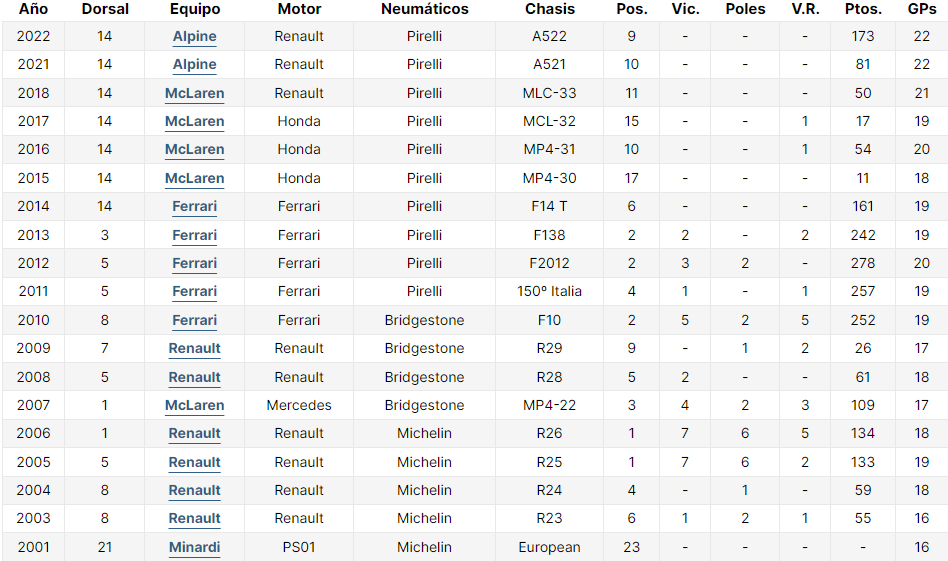 Año Dorsal Equipo Motor Neumáticos Chasis Pos. Vic. Poles V.R. Ptos. GPs
2022 14 Alpine Renault Pirelli A522 9 - - - 173 22
2021 14 Alpine Renault Pirelli A521 10 - - - 81 22
2018 14 McLaren Renault Pirelli MLC-33 11 - - - 50 21
2017 14 McLaren Honda Pirelli MCL-32 15 - - 1 17 19
2016 14 McLaren Honda Pirelli MP4-31 10 - - 1 54 20
2015 14 McLaren Honda Pirelli MP4-30 17 - - - 11 18
2014 14 Ferrari Ferrari Pirelli F14 T 6 - - - 161 19
2013 3 Ferrari Ferrari Pirelli F138 2 2 - 2 242 19
2012 5 Ferrari Ferrari Pirelli F2012 2 3 2 - 278 20
2011 5 Ferrari Ferrari Pirelli 150º Italia 4 1 - 1 257 19
2010 8 Ferrari Ferrari Bridgestone F10 2 5 2 5 252 19
2009 7 Renault Renault Bridgestone R29 9 - 1 2 26 17
2008 5 Renault Renault Bridgestone R28 5 2 - - 61 18
2007 1 McLaren Mercedes Bridgestone MP4-22 3 4 2 3 109 17
2006 1 Renault Renault Michelin R26 1 7 6 5 134 18
2005 5 Renault Renault Michelin R25 1 7 6 2 133 19
2004 8 Renault Renault Michelin R24 4 - 1 - 59 18
2003 8 Renault Renault Michelin R23 6 1 2 1 55 16
2001 21 Minardi PS01 Michelin European 23 - - - - 16